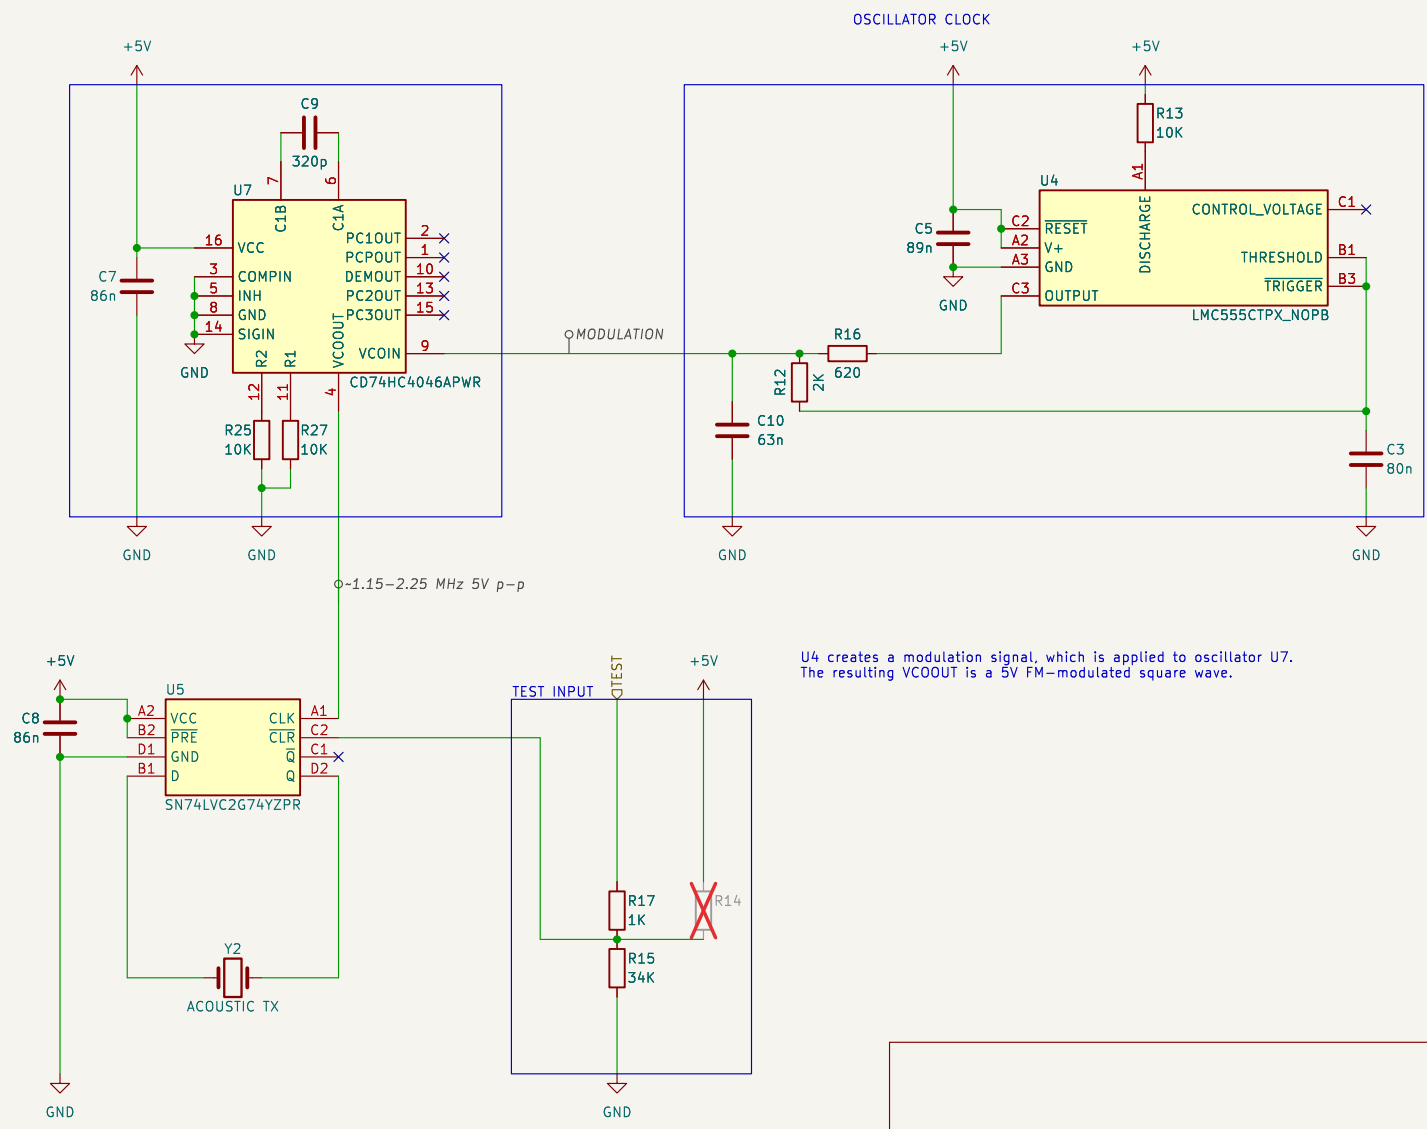 OSCILLATOR CLOCK
+5V
+5V
+5V
C9
320p
7
6
U7
C1B
C1A
16
VCC
3
COMPIN
5
INH
8
GND
14
SIGIN
PC1OUT
2
PCPOUT
1
DEMOUT
10
PC2OUT
13
PC3OUT
15
VCOIN
9
R2
R1
VCOOUT
12
11
4
CD74HC4046APWR
C7
86n
GND
R25
10K
R27
10K
GND
GND
MODULATION
R13
10K
A1
U4
DISCHARGE
C5
89n
GND
C2
RESET
A2
V+
A3
GND
C3
OUTPUT
CONTROL_VOLTAGE
C1
THRESHOLD
B1
TRIGGER
B3
LMC555CTPX_NOPB
R16
620
R12
2K
C10
63n
C3
80n
GND
GND
~1.15-2.25 MHz 5V p-p
U4 creates a modulation signal, which is applied to oscillator U7.
The resulting VCOOUT is a 5V FM-modulated square wave.
+5V
C8
86n
U5
A2
VCC
B2
PRE
D1
GND
B1
D
CLK
A1
CLR
C2
Q
C1
Q
D2
SN74LVC2G74YZPR
Y2
ACOUSTIC TX
GND
TEST INPUT
TEST
+5V
R17
1K
R14
R15
34K
GND